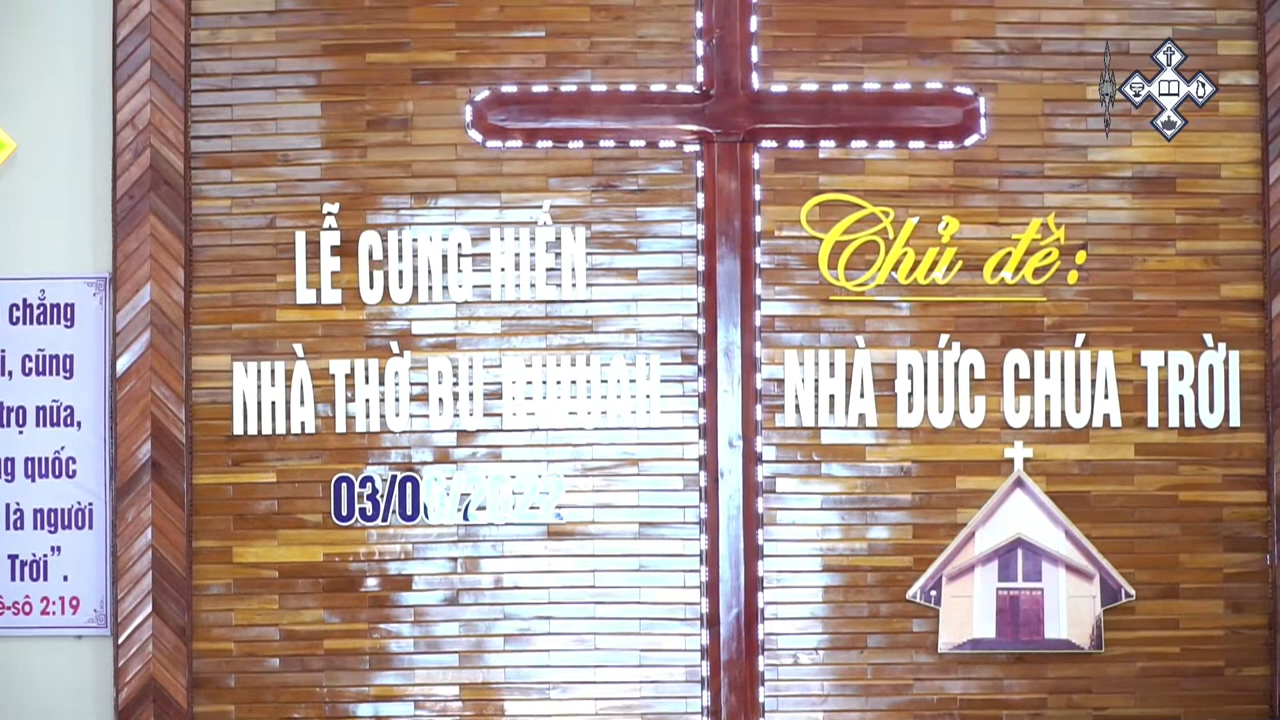 chẳng
i, cũng
trọ nữa,
g quốc
là người
Trời”.
ê-sô 2:19
LỄ CUNG HIẾN
NHÀ THỜ BU
03/0 /2022
Chủ đề:
NHÀ ĐỨC CHÚA TRỜI